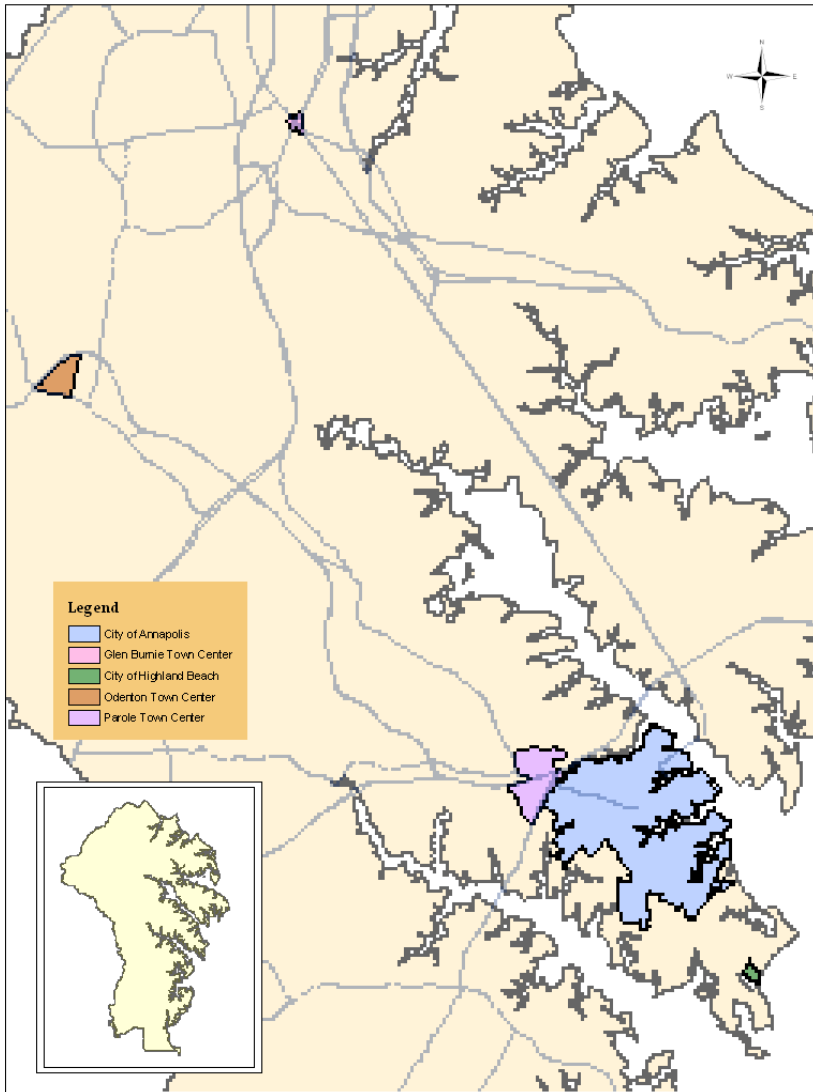 N
W E
S
Legend
City of Annapolis
Glen Burnie Town Center
City of Highland Beach
Odenton Town Center
Parole Town Center